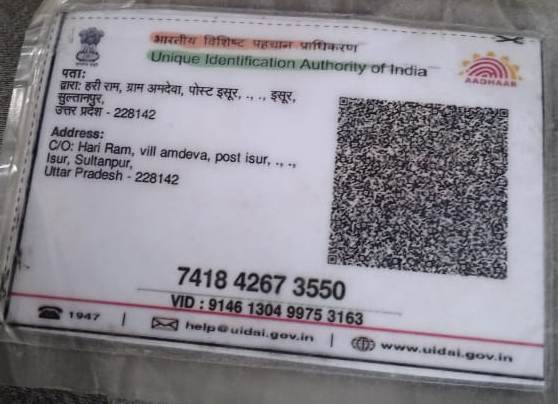 भारतीय विशिष्ट पहचान प्राधिकरण
Unique Identification Authority of India
AADHAAR
पता:
द्वारा: हरी राम, ग्राम अमदेवा, पोस्ट इसूर, ., ., इसूर,
सुल्तानपुर,
उत्तर प्रदेश - 228142
Address:
C/O: Hari Ram, vill amdeva, post isur, ., .,
Isur, Sultanpur,
Uttar Pradesh - 228142
7418 4267 3550
VID : 9146 1304 9975 3163
1947 | help@uidai.gov.in | www.uidai.gov.in